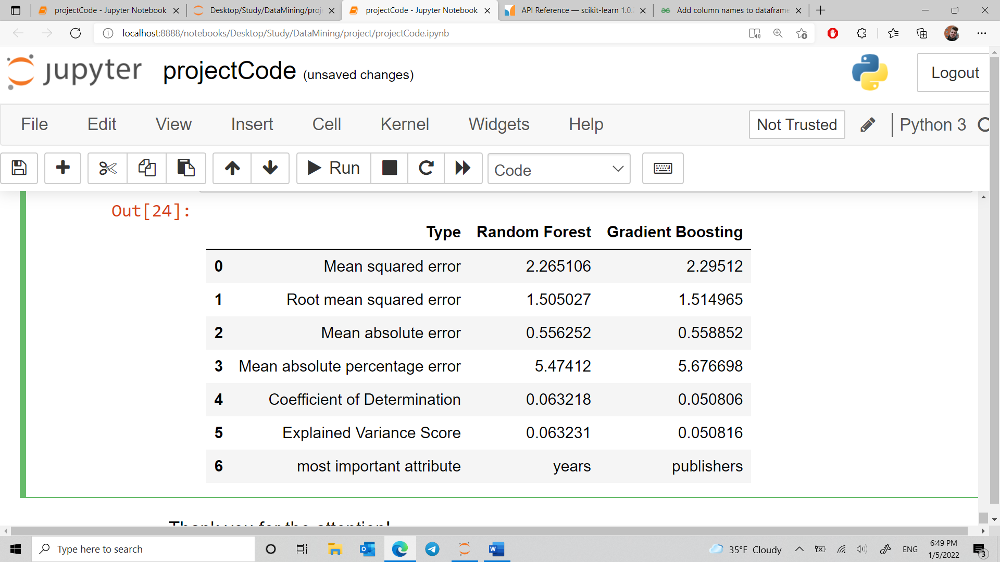 projectCode - Jupyter Notebook
Desktop/Study/DataMining/proj
projectCode - Jupyter Notebook
API Reference — scikit-learn 1.0.
Add column names to dataframe
localhost:8888/notebooks/Desktop/Study/DataMining/project/projectCode.ipynb
jupyter projectCode (unsaved changes) Logout
File Edit View Insert Cell Kernel Widgets Help Not Trusted Python 3
Run Code
Out[24]:
Type Random Forest Gradient Boosting
0 Mean squared error 2.265106 2.29512
1 Root mean squared error 1.505027 1.514965
2 Mean absolute error 0.556252 0.558852
3 Mean absolute percentage error 5.47412 5.676698
4 Coefficient of Determination 0.063218 0.050806
5 Explained Variance Score 0.063231 0.050816
6 most important attribute years publishers
Thank you for the attention!
Type here to search
35°F Cloudy
ENG
6:49 PM
1/5/2022
3